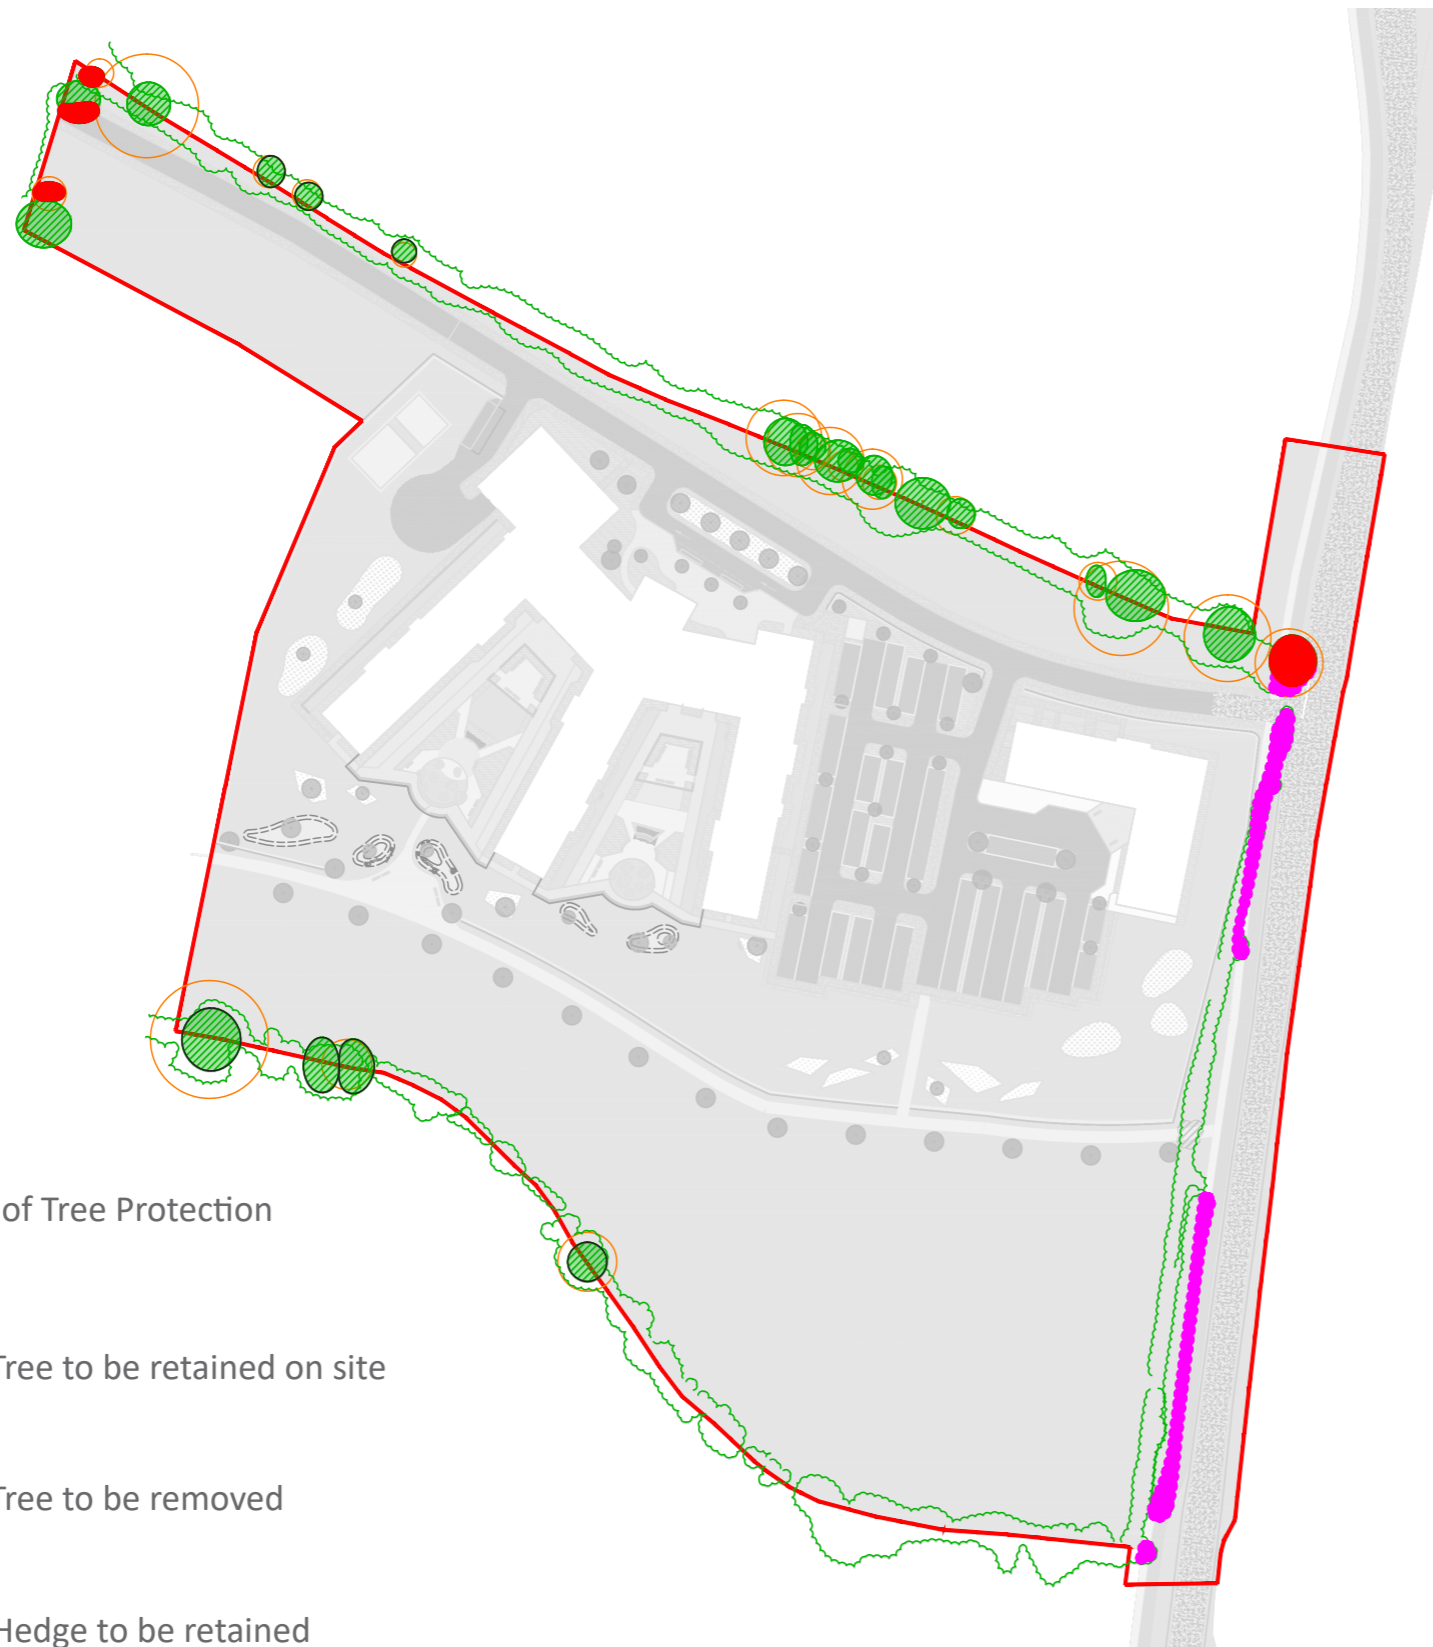 of Tree Protection
Tree to be retained on site
Tree to be removed
Hedge to be retained